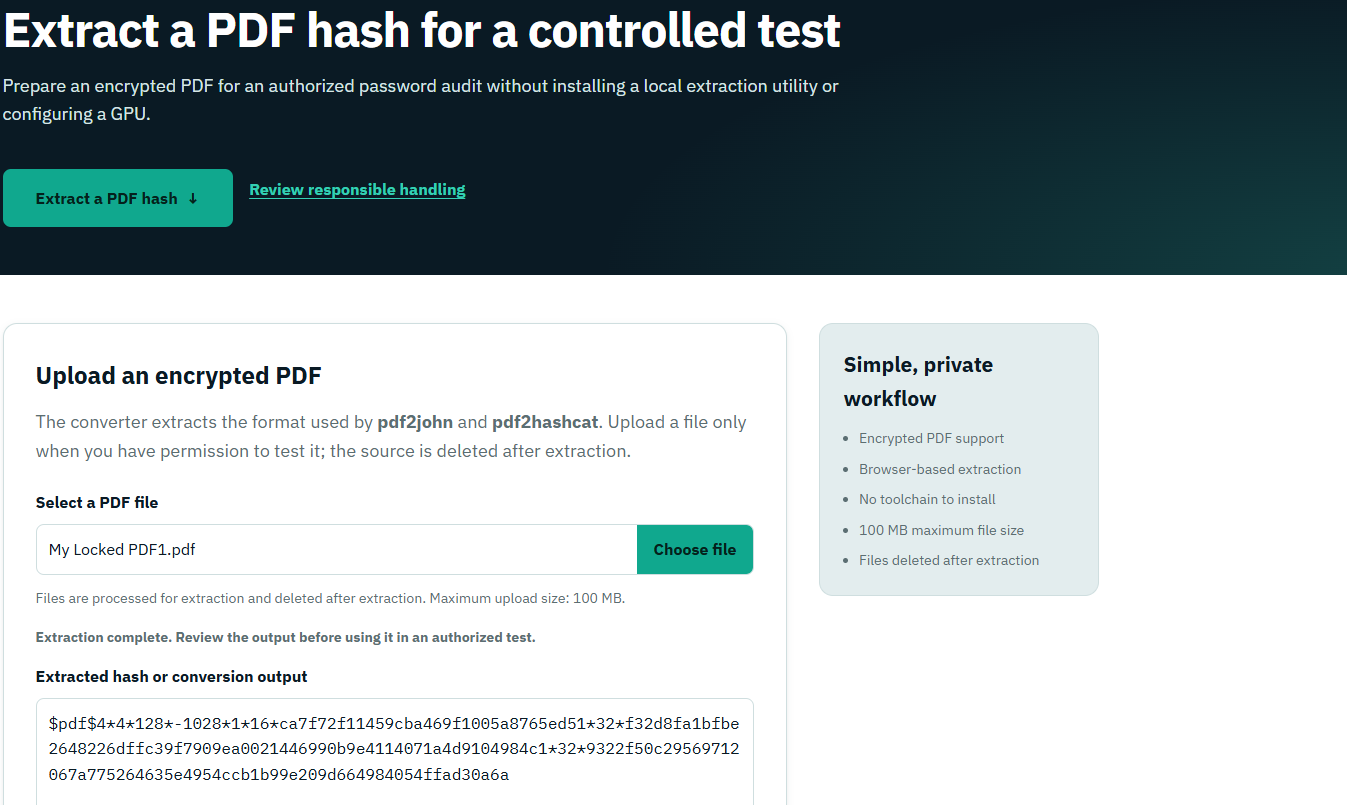 Extract a PDF hash for a controlled test
Prepare an encrypted PDF for an authorized password audit without installing a local extraction utility or
configuring a GPU.
Extract a PDF hash ↓
Review responsible handling
Upload an encrypted PDF
The converter extracts the format used by pdf2john and pdf2hashcat. Upload a file only
when you have permission to test it; the source is deleted after extraction.
Select a PDF file
My Locked PDF1.pdf
Choose file
Files are processed for extraction and deleted after extraction. Maximum upload size: 100 MB.
Extraction complete. Review the output before using it in an authorized test.
Extracted hash or conversion output
$pdf$4*4*128*-1028*1*16*ca7f72f11459cba469f1005a8765ed51*32*f32d8fa1bfbe
2648226dffc39f7909ea0021446990b9e4114071a4d9104984c1*32*9322f50c29569712
067a775264635e4954ccb1b99e209d664984054ffad30a6a
Simple, private
workflow
• Encrypted PDF support
• Browser-based extraction
• No toolchain to install
• 100 MB maximum file size
• Files deleted after extraction